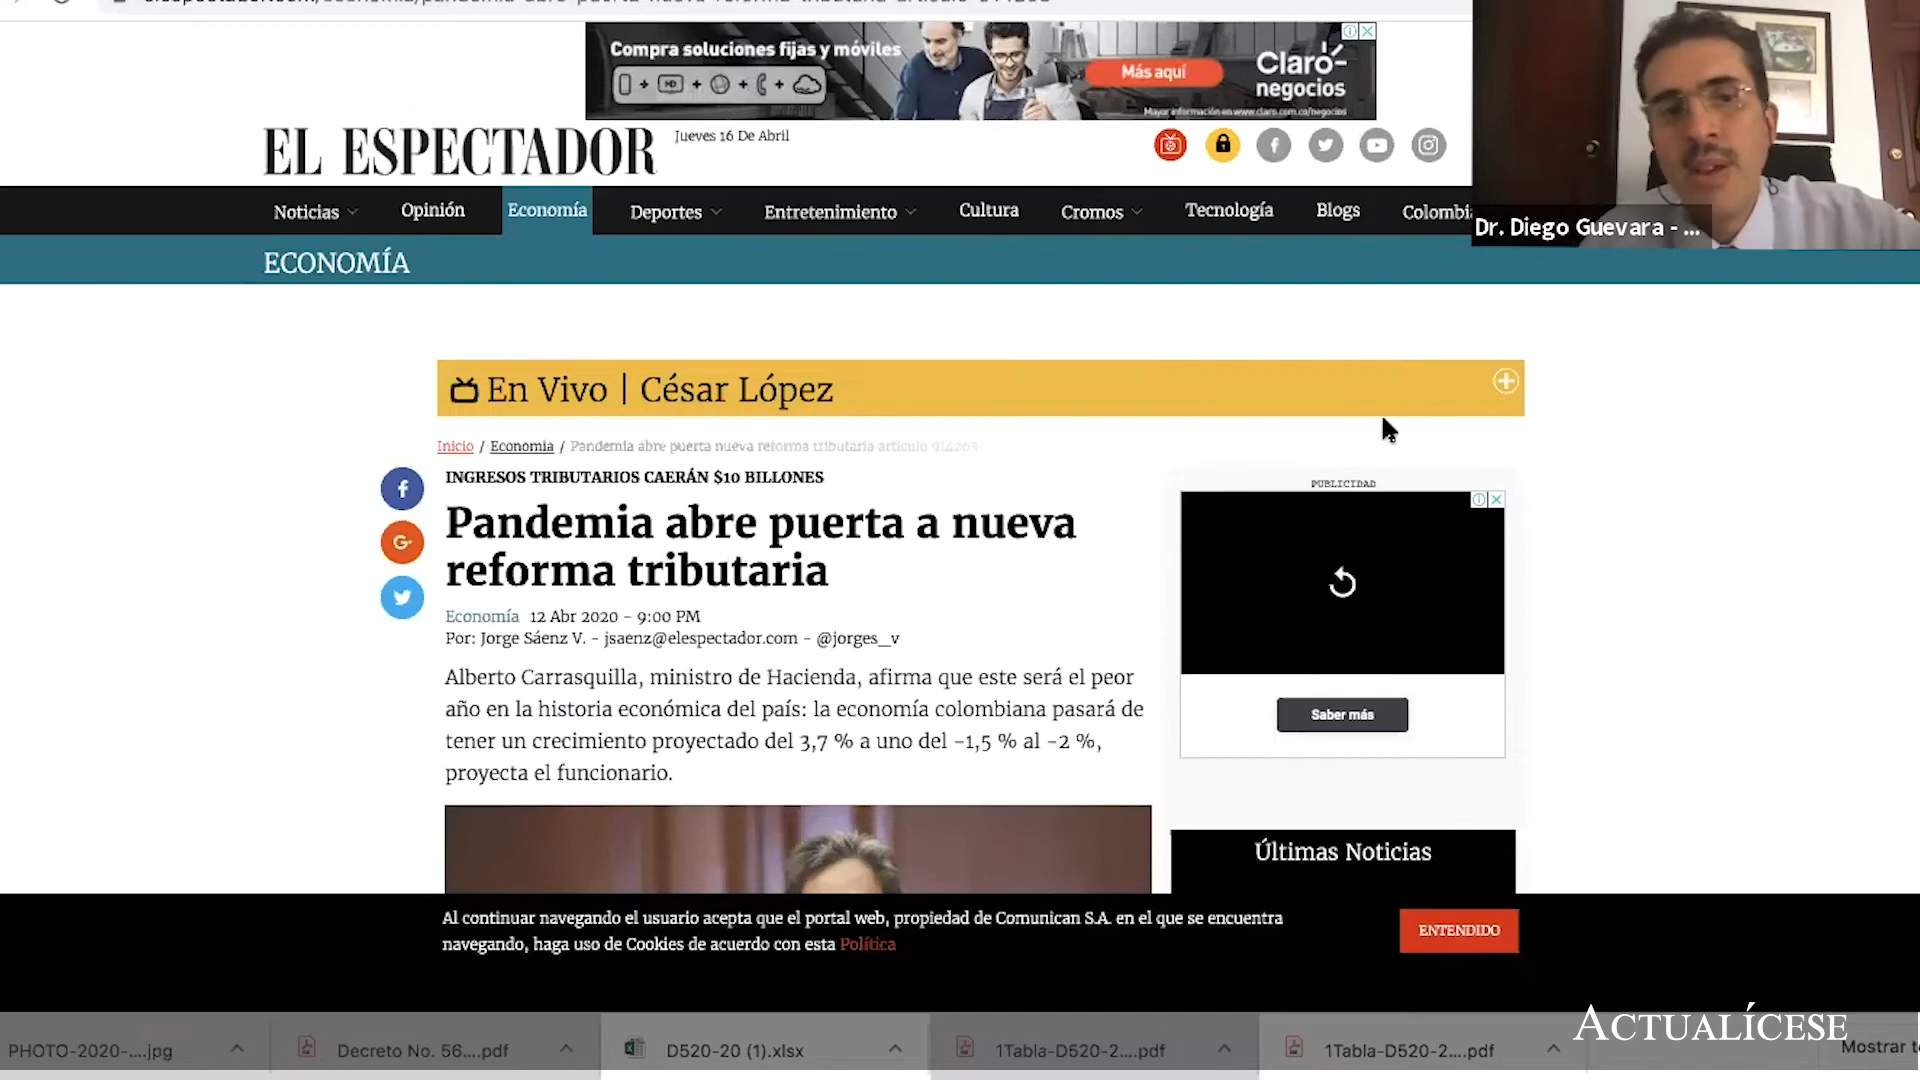 Compra soluciones fijas y móviles
HD
Más aquí
Claro-
negocios
Mayor información en www.claro.com.co/negocios
EL ESPECTADOR
Jueves 16 De Abril
Noticias
Opinión
Economía
Deportes
Entretenimiento
Cultura
Cromos
Tecnología
Blogs
Colombia
Dr. Diego Guevara - ...
ECONOMÍA
En Vivo | César López
Inicio / Economia / Pandemia abre puerta nueva reforma tributaria articulo
INGRESOS TRIBUTARIOS CAERÁN $10 BILLONES
Pandemia abre puerta a nueva
reforma tributaria
Economía 12 Abr 2020 - 9:00 PM
Por: Jorge Sáenz V. - jsaenz@elespectador.com - @jorges_v
Alberto Carrasquilla, ministro de Hacienda, afirma que este será el peor
año en la historia económica del país: la economía colombiana pasará de
tener un crecimiento proyectado del 3,7 % a uno del -1,5 % al -2 %,
proyecta el funcionario.
PUBLICIDAD
Saber más
Últimas Noticias
Al continuar navegando el usuario acepta que el portal web, propiedad de Comunican S.A. en el que se encuentra
navegando, haga uso de Cookies de acuerdo con esta Política
ENTENDIDO
ACTUALÍCESE
PHOTO-2020-....jpg
Decreto No. 56....pdf
D520-20 (1).xlsx
1Tabla-D520-2....pdf
1Tabla-D520-2....pdf
Mostrar